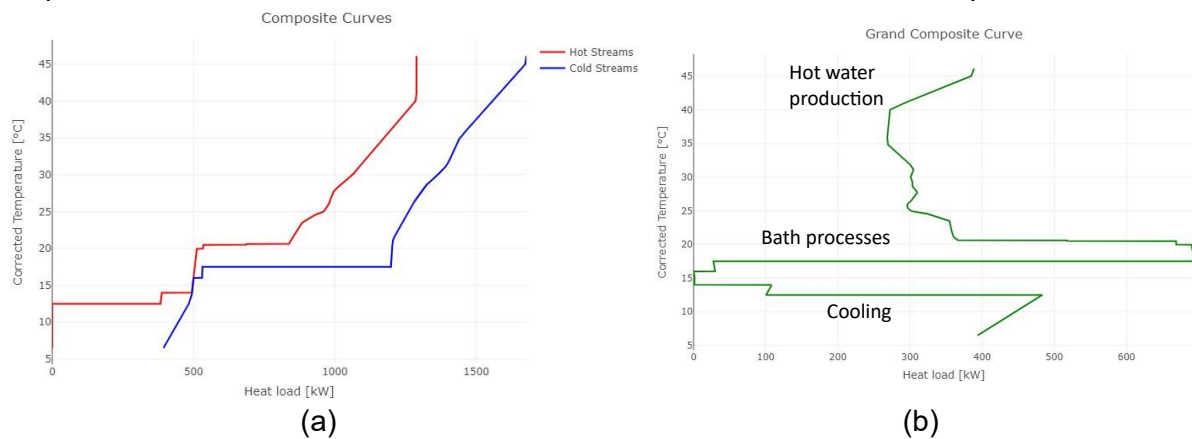 Composite Curves
Hot Streams
Cold Streams
Corrected Temperature [°C]
45
40
35
30
25
20
15
10
5
0
500
1000
1500
Heat load [kW]
(a)
Grand Composite Curve
Hot water
production
Bath processes
Cooling
Corrected Temperature [°C]
45
40
35
30
25
20
15
10
5
0
100
200
300
400
500
600
Heat load [kW]
(b)